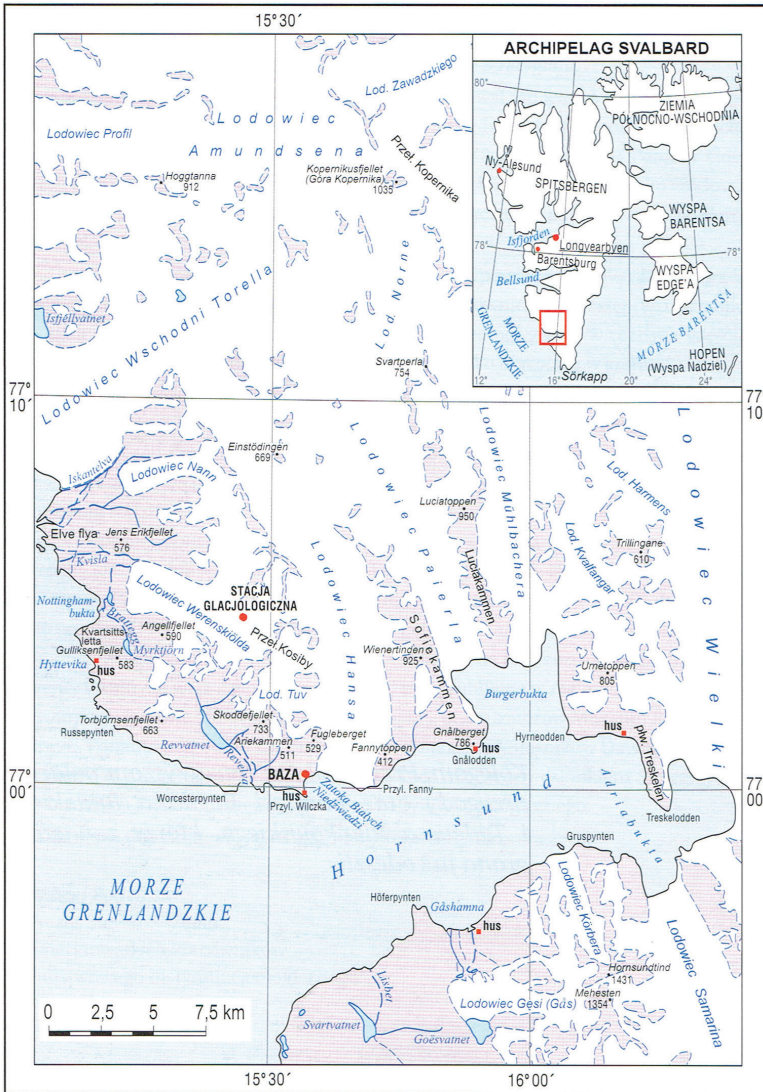 15°30´
ARCHIPELAG SVALBARD
80°
80°
ZIEMIA
PÓŁNOCNO-WSCHODNIA
Ny-Ålesund
SPITSBERGEN
WYSPA
BARENTSA
Isfjorden
Longyearbyen
78°
78°
Barentsburg
WYSPA
EDGE'A
Bellsund
MORZE
GRENLANDZKIE
MORZE BARENTSA
HOPEN
(Wyspa Nadziei)
Sörkapp
12°
16°
20°
24°
Lod. Zawadzkiego
Lodowiec
Amundsena
Lodowiec Profil
Przeł. Kopernika
Hoggtanna
912
Kopernikusfjellet
(Góra Kopernika)
1035
Lod. Norne
Lodowiec Wschodni Torella
Isfjellvatnet
Svartperla
754
77°
10´
77°
10´
Einstödingen
669
Iskantelva
Lodowiec Nann
Lodowiec Paierla
Lodowiec Mühlbachera
Lodowiec Wielki
Lod. Harmens
Luciatoppen
950
Elve flya
Jens Erikfjellet
576
Kvisla
Luciakammen
Lod. Kvallangar
Trillingane
610
STACJA
GLACJOLOGICZNA
Lodowiec Hansa
Lodowiec Werenskiölda
Nottingham-
bukta
Brattegg
Angellfjellet
590
Przeł. Kosiby
Kvartsitts
letta
Myrktjörn
Gulliksenfjellet
583
Hyttevika
hus
Wienertingen
925
Sofiekammen
Urnetoppen
805
Burgerbukta
Lod. Tuv
Torbjörnsenfjellet
663
Russepynten
Skoddefjellet
733
Fugleberget
529
Ariekammen
511
Revvatnet
Revelva
Gnålberget
786
hus
Gnålodden
Hyrneodden
hus
płw. Treskelen
Fannytoppen
412
BAZA
77°
00´
77°
00´
Worcesterpynten
hus
Przyl. Wilczka
Zatoka Białych
Niedźwiedzi
Przyl. Fanny
Treskelodden
Hornsund
Adriabukta
Gruspynten
MORZE
GRENLANDZKIE
Höferpynten
Gåshamna
hus
Lodowiec Körbera
Lodowiec Samarina
Hornsundtind
1431
Mehesten
1354
Lisbet
Lodowiec Gesi (Gås)
Svartvatnet
Goësvatnet
0 2,5 5 7,5 km
15°30´
16°00´